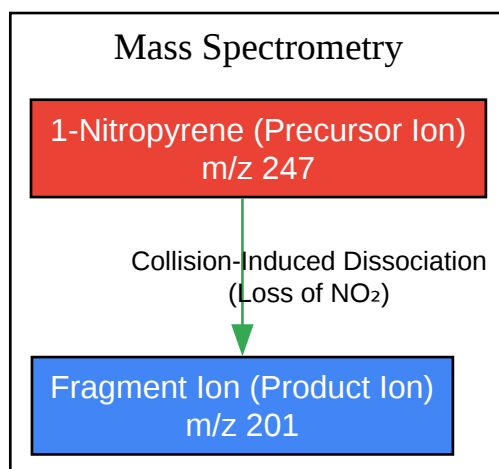 Mass Spectrometry
1-Nitropyrene (Precursor Ion)
m/z 247
Collision-Induced Dissociation
(Loss of NO₂)
Fragment Ion (Product Ion)
m/z 201